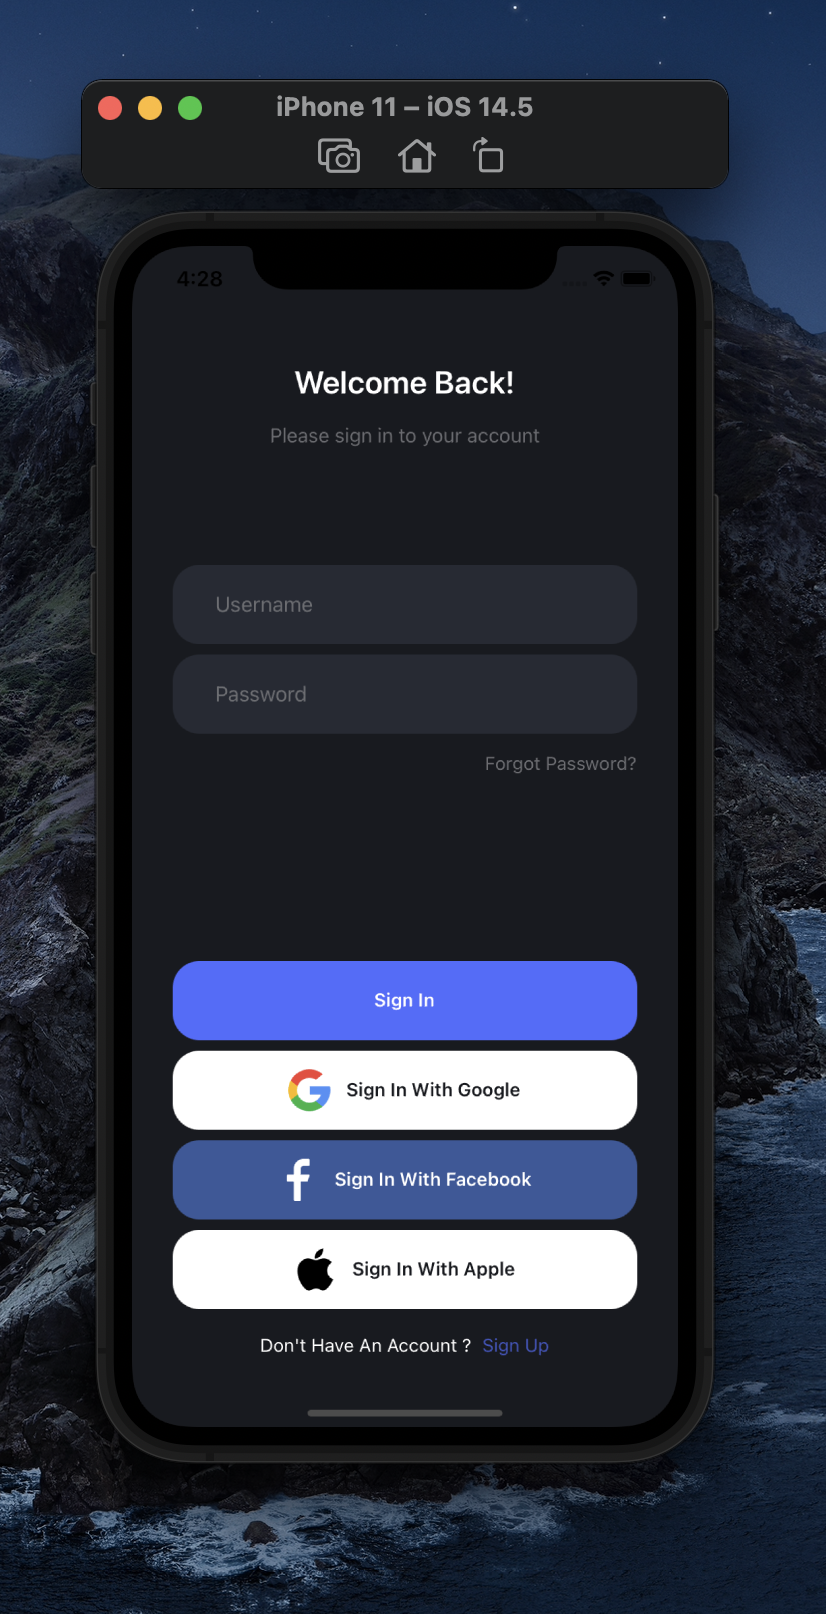 iPhone 11 – iOS 14.5
4:28
Welcome Back!
Please sign in to your account
Username
Password
Forgot Password?
Sign In
Sign In With Google
Sign In With Facebook
Sign In With Apple
Don't Have An Account ? Sign Up